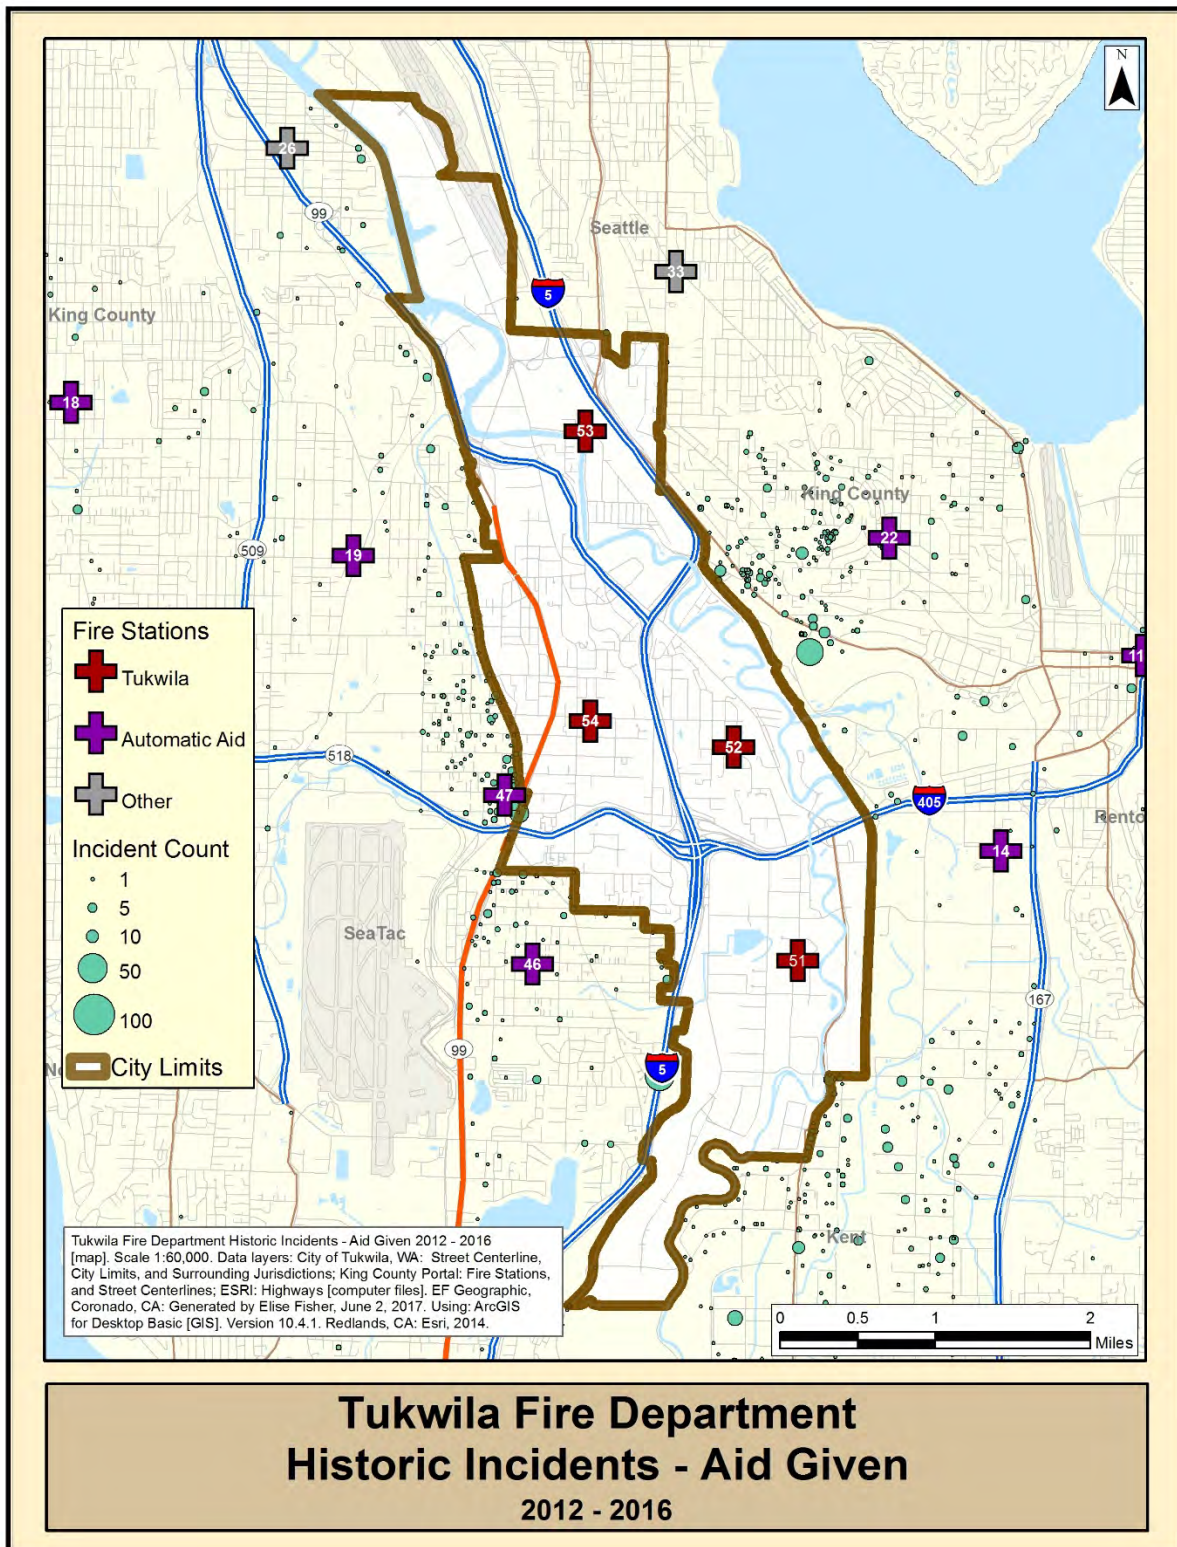 N
26
99
Seattle
33
5
King County
18
53
King County
22
509
19
Fire Stations
Tukwila
Automatic Aid
Other
Incident Count
1
5
10
50
100
City Limits
11
54
52
518
47
405
Rento
14
SeaTac
46
51
167
99
5
Kent
Tukwila Fire Department Historic Incidents - Aid Given 2012 - 2016
[map]. Scale 1:60,000. Data layers: City of Tukwila, WA: Street Centerline,
City Limits, and Surrounding Jurisdictions; King County Portal: Fire Stations,
and Street Centerlines; ESRI: Highways [computer files]. EF Geographic,
Coronado, CA: Generated by Elise Fisher, June 2, 2017. Using: ArcGIS
for Desktop Basic [GIS]. Version 10.4.1. Redlands, CA: Esri, 2014.
0 0.5 1 2
Miles
Tukwila Fire Department
Historic Incidents - Aid Given
2012 - 2016